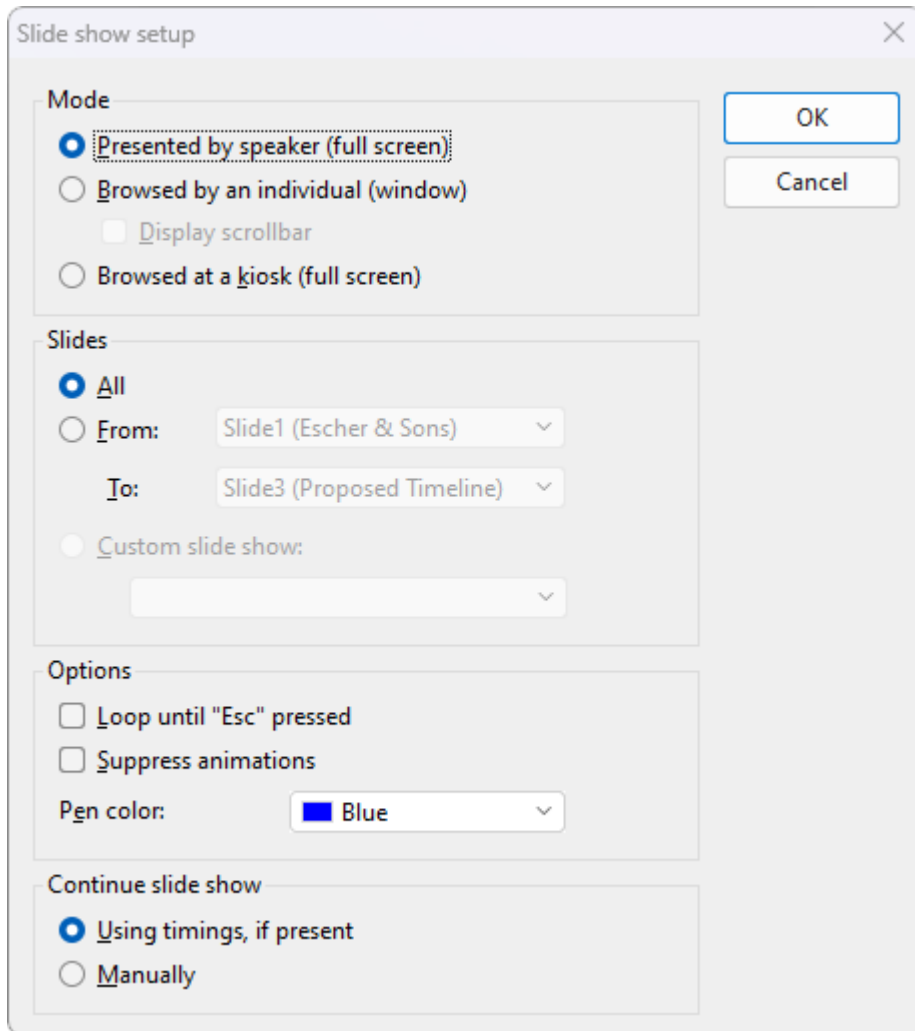 Slide show setup
Mode
OK
Presented by speaker (full screen)
Cancel
Browsed by an individual (window)
Display scrollbar
Browsed at a kiosk (full screen)
Slides
All
From: Slide1 (Escher & Sons)
To: Slide3 (Proposed Timeline)
Custom slide show:
Options
Loop until "Esc" pressed
Suppress animations
Pen color: Blue
Continue slide show
Using timings, if present
Manually